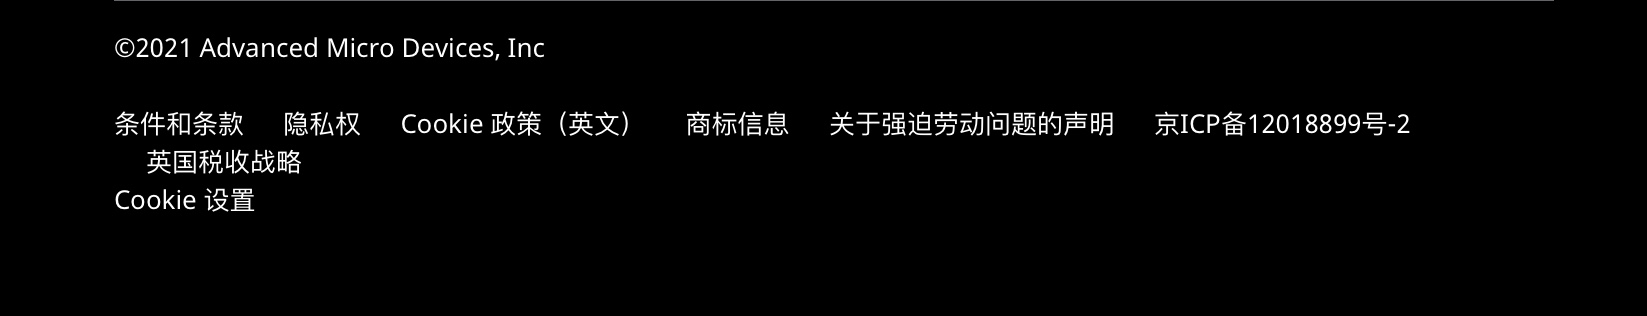 ©2021 Advanced Micro Devices, Inc
条件和条款 隐私权 Cookie 政策（英文） 商标信息 关于强迫劳动问题的声明 京ICP备12018899号-2
英国税收战略
Cookie 设置